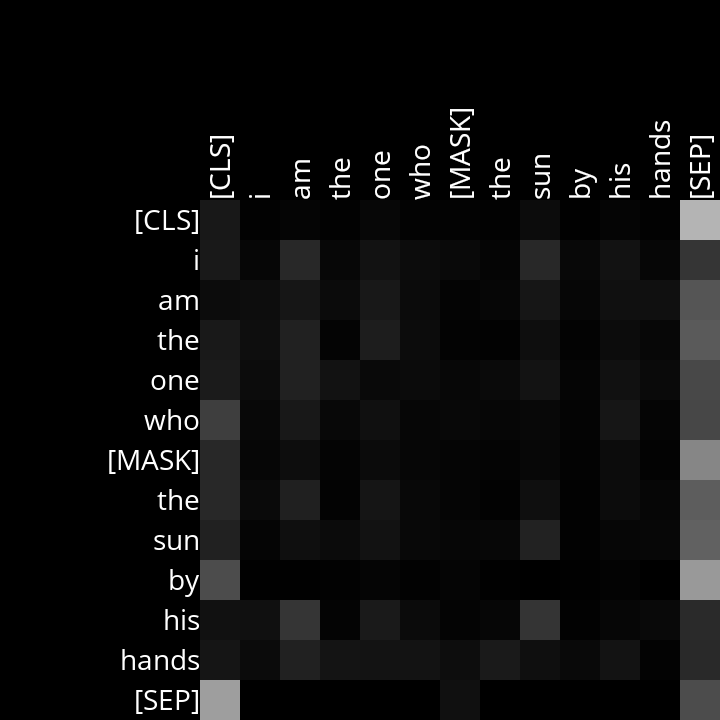 [CLS] i am the one who [MASK] the sun by his hands [SEP]
[CLS]
i
am
the
one
who
[MASK]
the
sun
by
his
hands
[SEP]